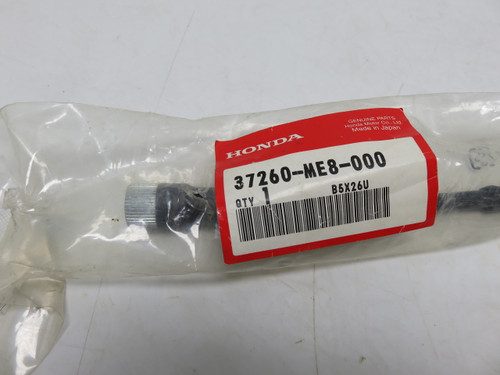 GENUINE PARTS
Honda Motor Co., Ltd.
Made in Japan
HONDA
37260-ME8-000
QTY 1
B5X26U